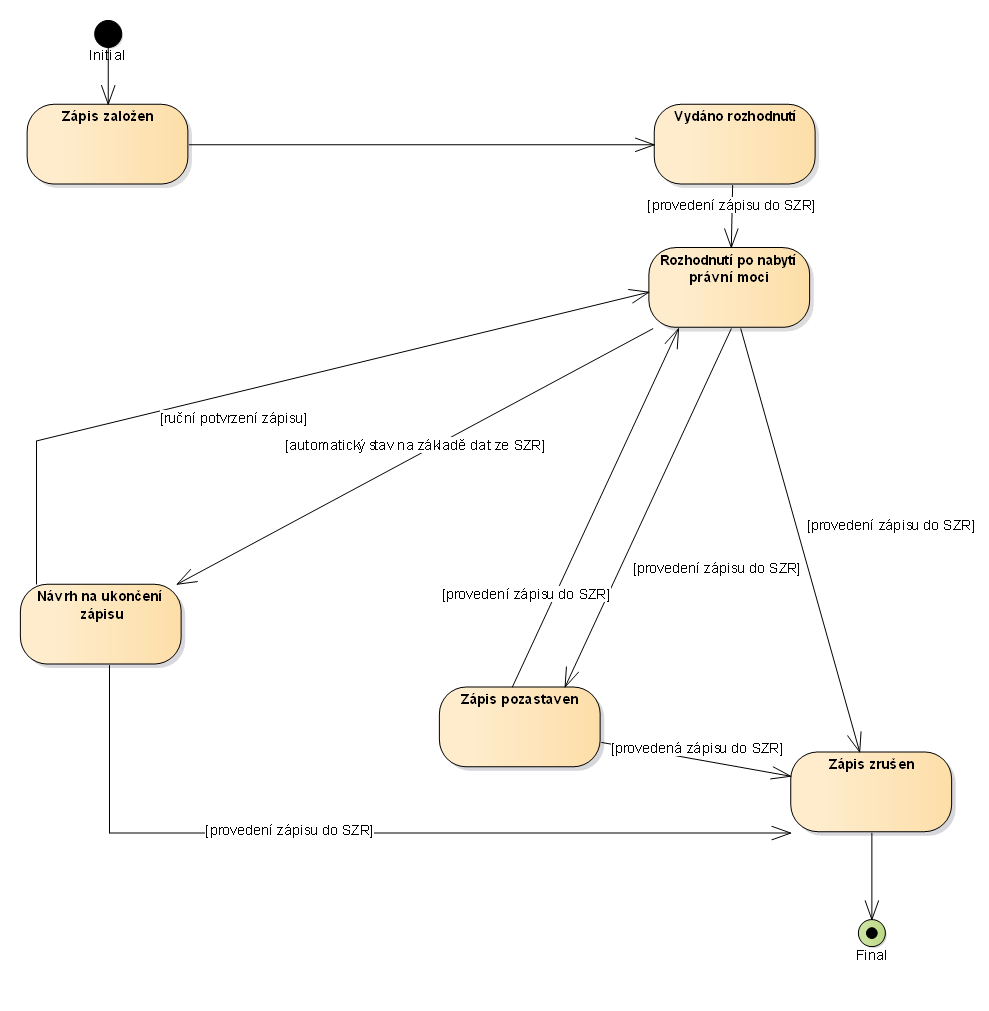 Initial
Zápis založen
Vydáno rozhodnutí
[provedení zápisu do SZR]
Rozhodnutí po nabytí
právní moci
[ruční potvrzení zápisu]
[automatický stav na základě dat ze SZR]
[provedení zápisu do SZR]
[provedení zápisu do SZR]
[provedení zápisu do SZR]
Návrh na ukončení
zápisu
Zápis pozastaven
[provedená zápisu do SZR]
Zápis zrušen
[provedení zápisu do SZR]
Final